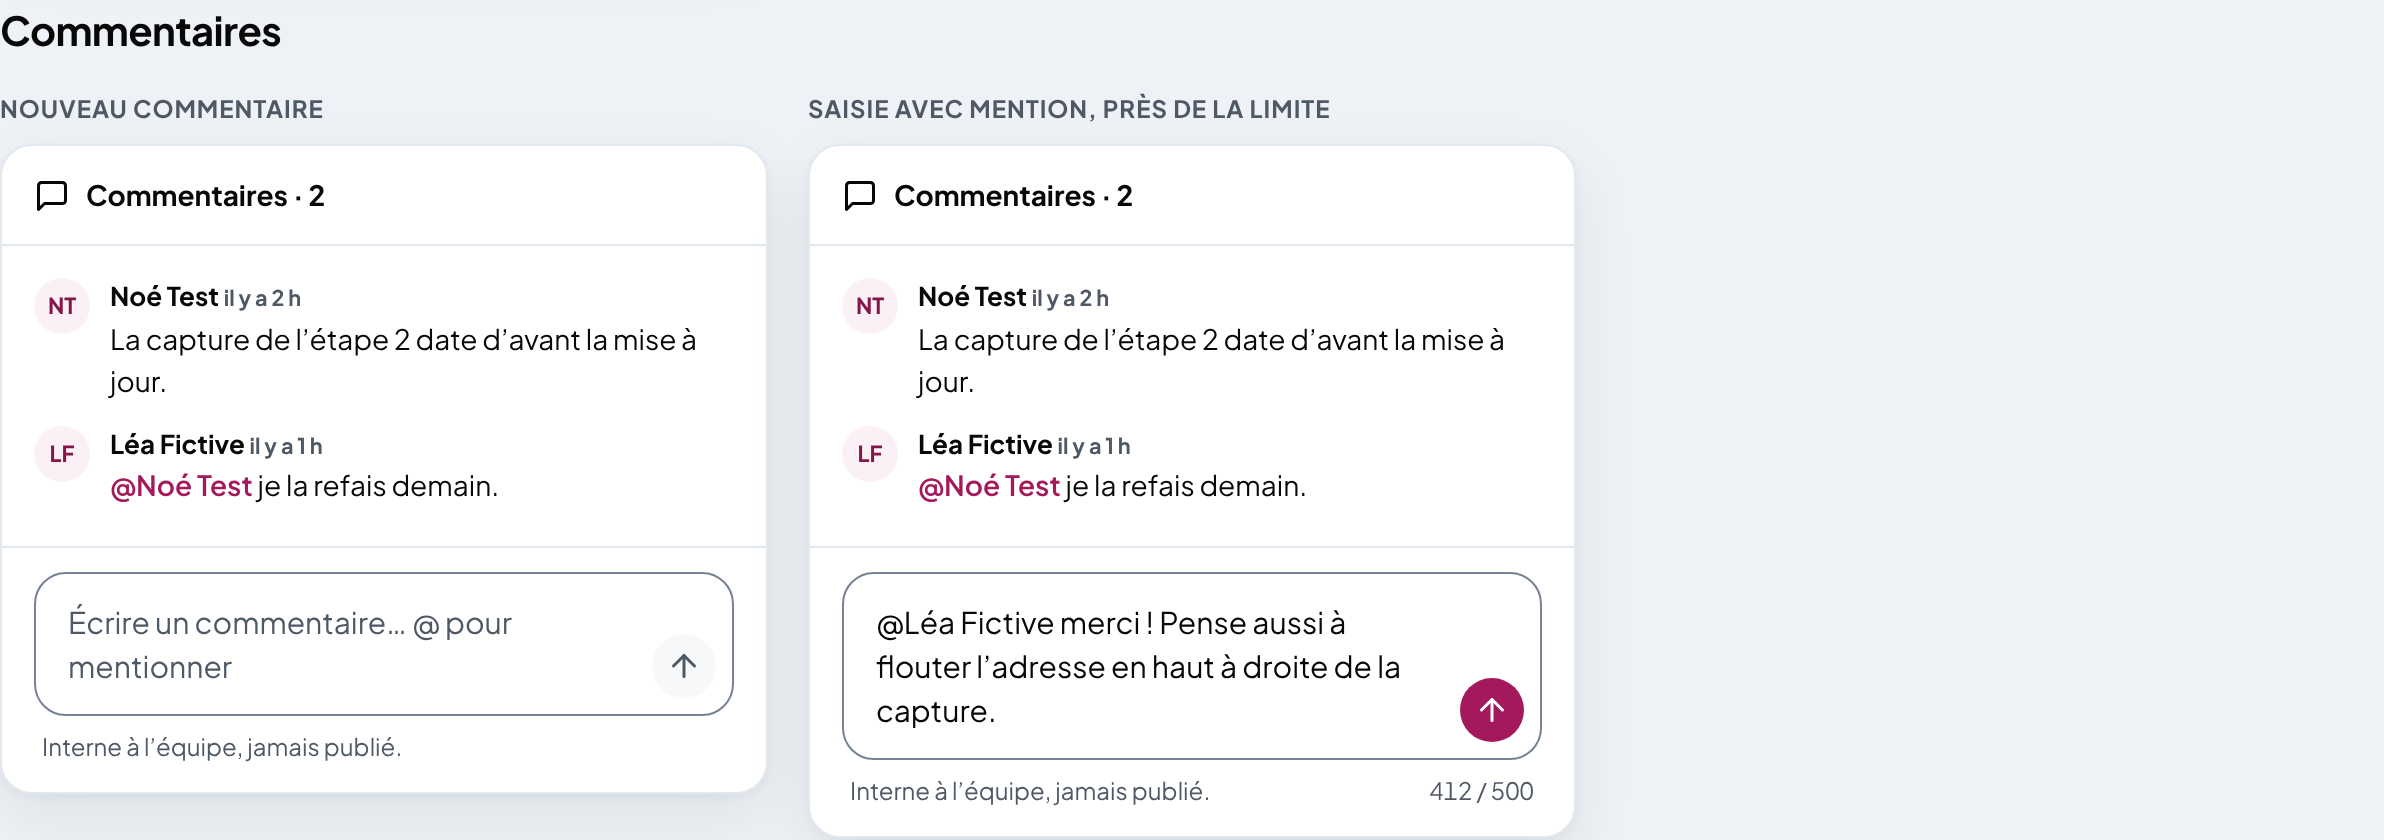 Commentaires
NOUVEAU COMMENTAIRE
Commentaires · 2
NT
Noé Test il y a 2 h
La capture de l’étape 2 date d’avant la mise à
jour.
LF
Léa Fictive il y a 1 h
@Noé Test je la refais demain.
Écrire un commentaire… @ pour
mentionner
Interne à l’équipe, jamais publié.
SAISIE AVEC MENTION, PRÈS DE LA LIMITE
Commentaires · 2
NT
Noé Test il y a 2 h
La capture de l’étape 2 date d’avant la mise à
jour.
LF
Léa Fictive il y a 1 h
@Noé Test je la refais demain.
@Léa Fictive merci ! Pense aussi à
flouter l’adresse en haut à droite de la
capture.
Interne à l’équipe, jamais publié.
412 / 500